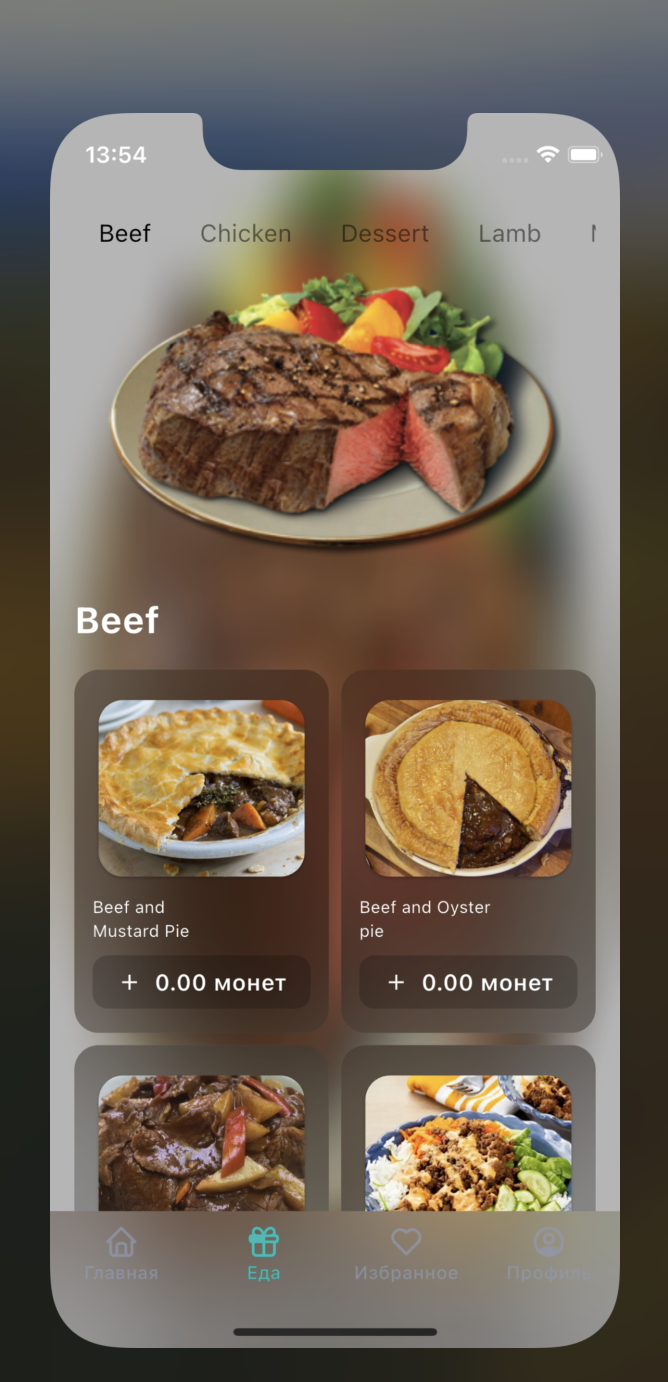 13:54
Beef Chicken Dessert Lamb
Beef
Beef and
Mustard Pie
+ 0.00 монет
Beef and Oyster
pie
+ 0.00 монет
Главная Еда Избранное Профиль